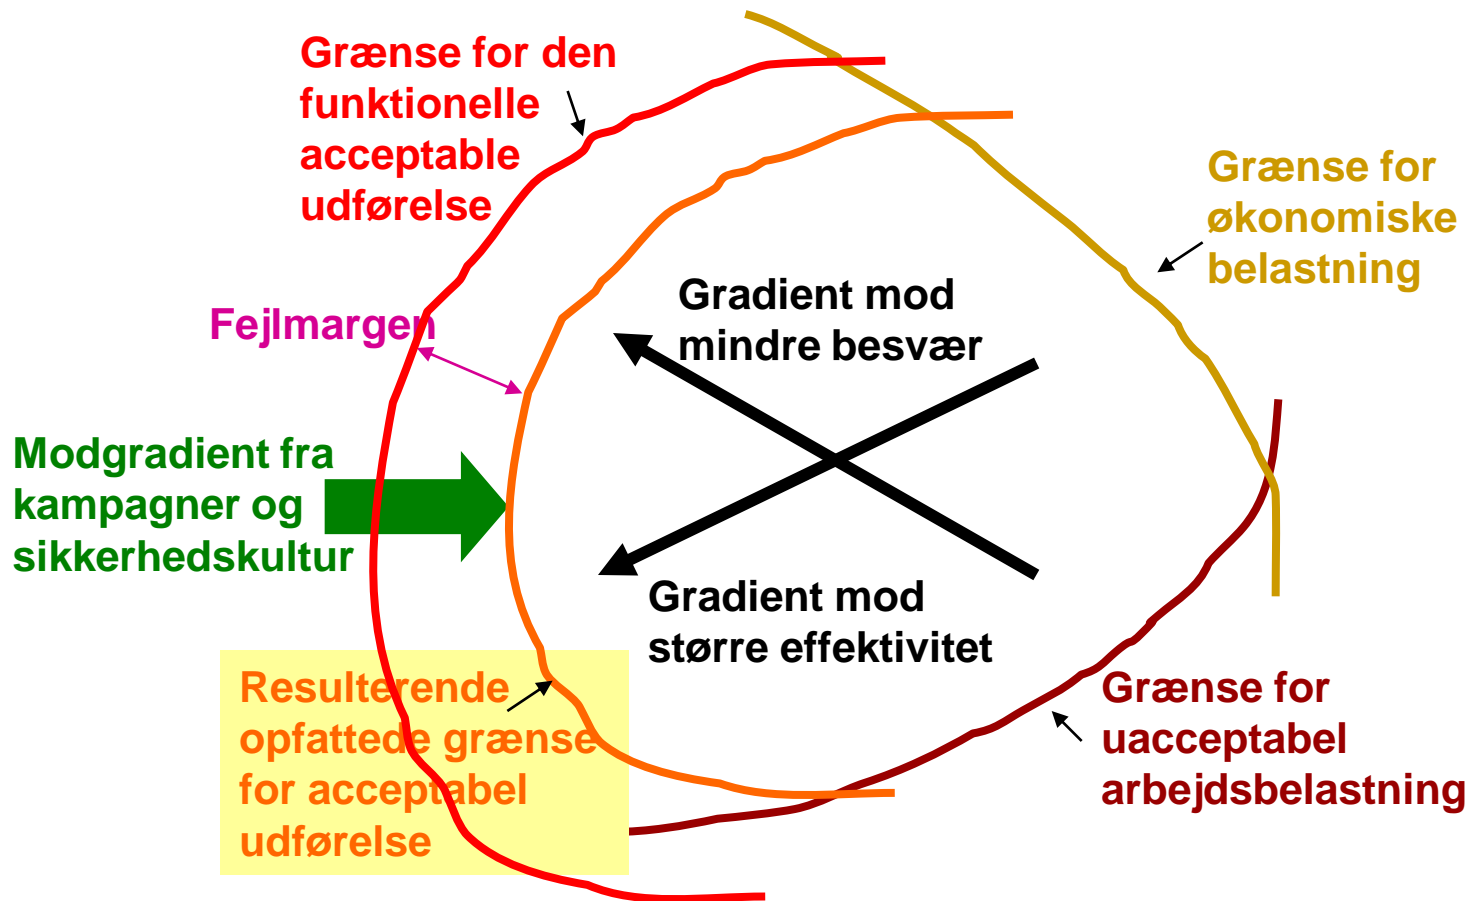 Grænse for den
funktionelle
acceptable
udførelse
Grænse for
økonomiske
belastning
Gradient mod
mindre besvær
Fejlmargen
Modgradient fra
kampagner og
sikkerhedskultur
Gradient mod
større effektivitet
Resulterende
opfattede grænse
for acceptabel
udførelse
Grænse for
uacceptabel
arbejdsbelastning